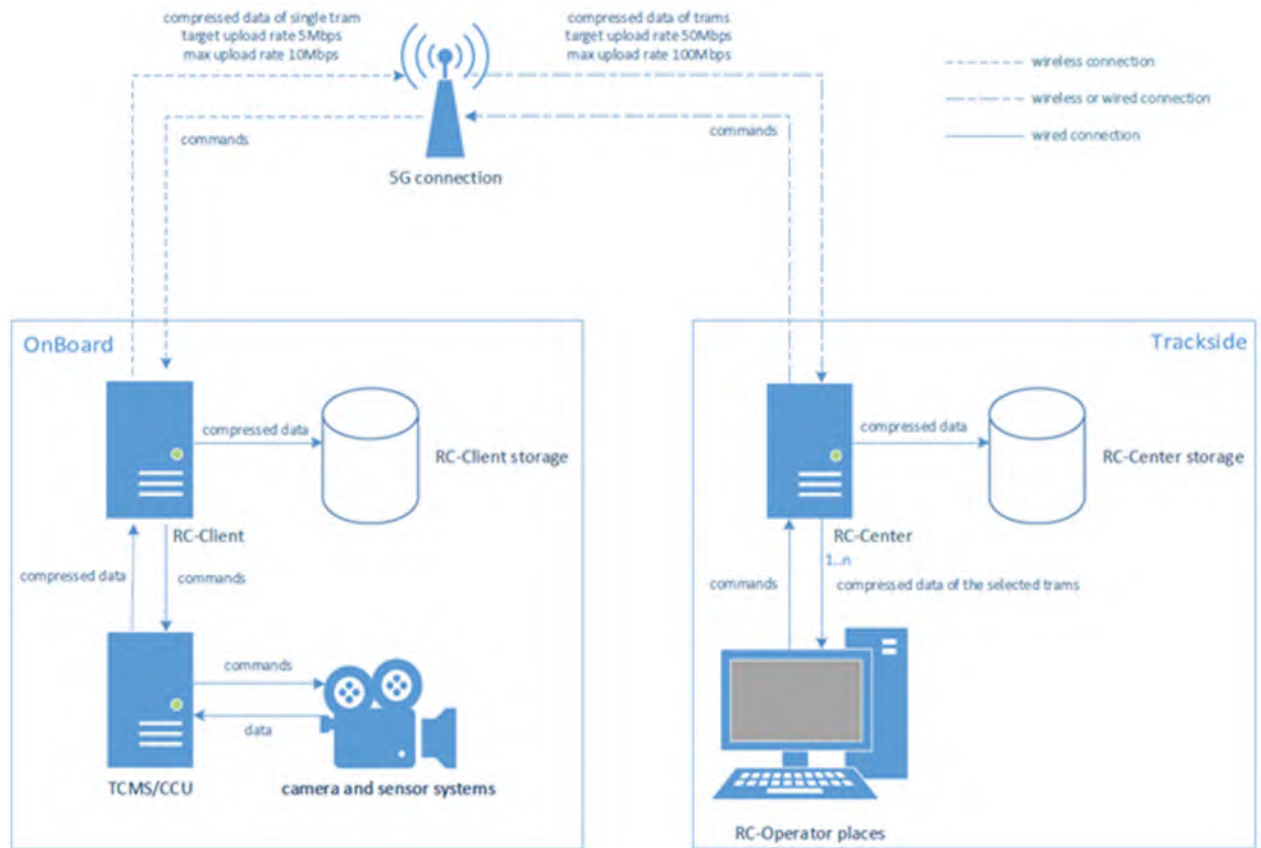 compressed data of single tram
target upload rate 5Mbps
max upload rate 10Mbps
compressed data of trams
target upload rate 50Mbps
max upload rate 100Mbps
wireless connection
wireless or wired connection
wired connection
commands
commands
5G connection
OnBoard
Trackside
compressed data
RC-Client storage
compressed data
RC-Center storage
RC-Client
RC-Center
1..n
compressed data
commands
commands
compressed data of the selected trams
commands
data
TCMS/CCU
camera and sensor systems
RC-Operator places